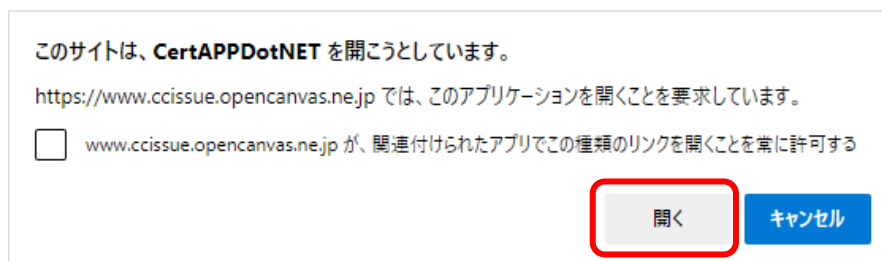 このサイトは、CertAPPDotNET を開こうとしています。
https://www.ccissue.opencanvas.ne.jp では、このアプリケーションを開くことを要求しています。
www.ccissue.opencanvas.ne.jp が、関連付けられたアプリでこの種類のリンクを開くことを常に許可する
開く
キャンセル